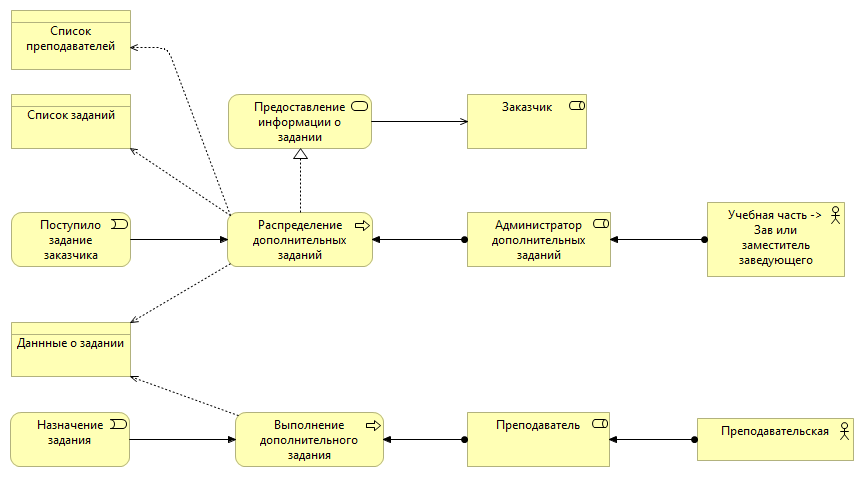 Список
преподавателей
Список заданий
Предоставление
информации о
задании
Заказчик
Поступило
задание
заказчика
Распределение
дополнительных
заданий
Администратор
дополнительных
заданий
Учебная часть ->
Зав или
заместитель
заведующего
Даннные о задании
Назначение
задания
Выполнение
дополнительного
задания
Преподаватель
Преподавательская